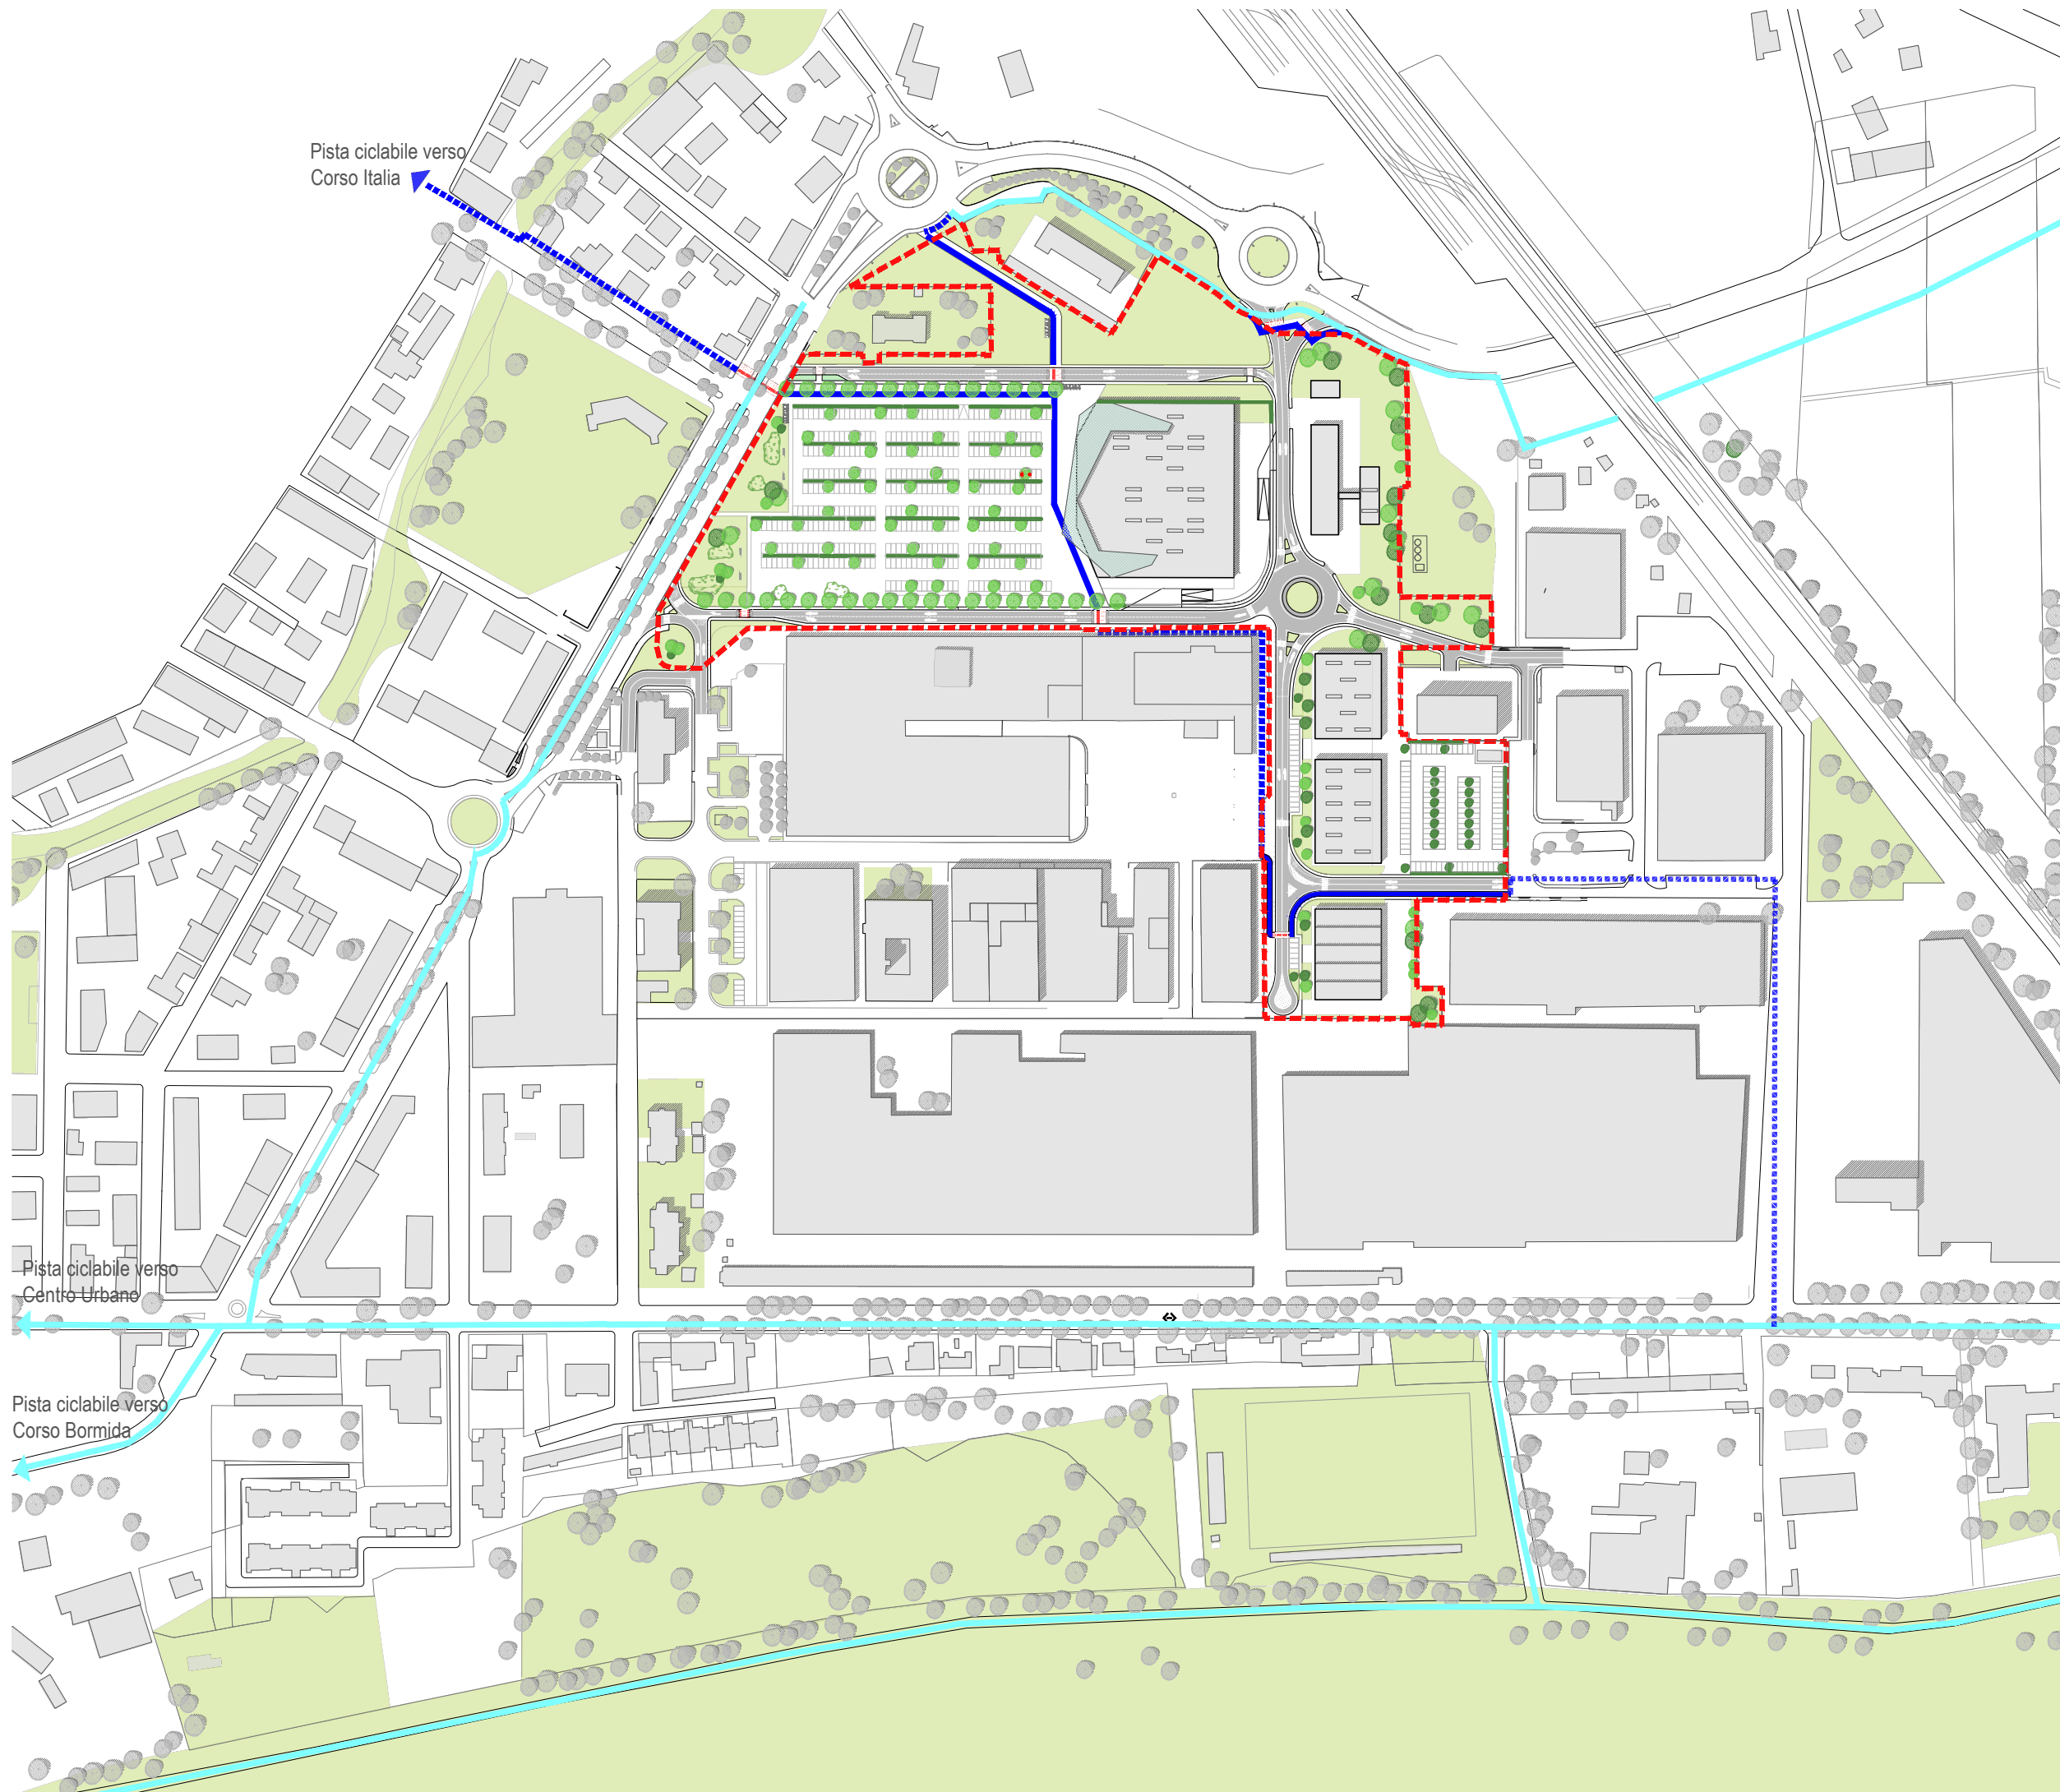 Pista ciclabile verso
Corso Italia
Pista ciclabile verso
Centro Urbano
Pista ciclabile verso
Corso Bormida